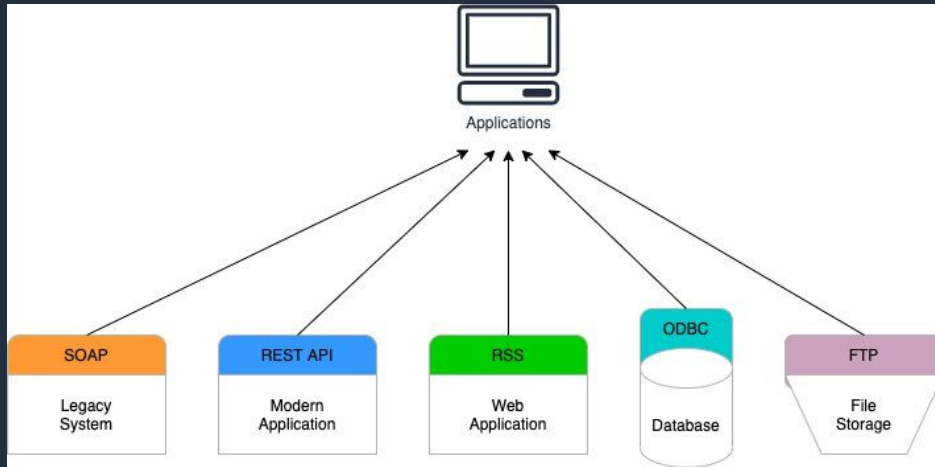 Applications
SOAP
REST API
RSS
ODBC
FTP
Legacy
System
Modern
Application
Web
Application
Database
File
Storage